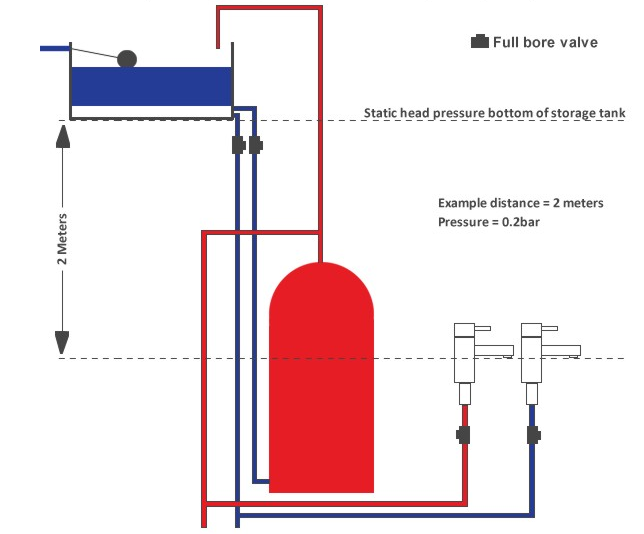 Full bore valve
Static head pressure bottom of storage tank
Example distance = 2 meters
Pressure = 0.2bar
2 Meters